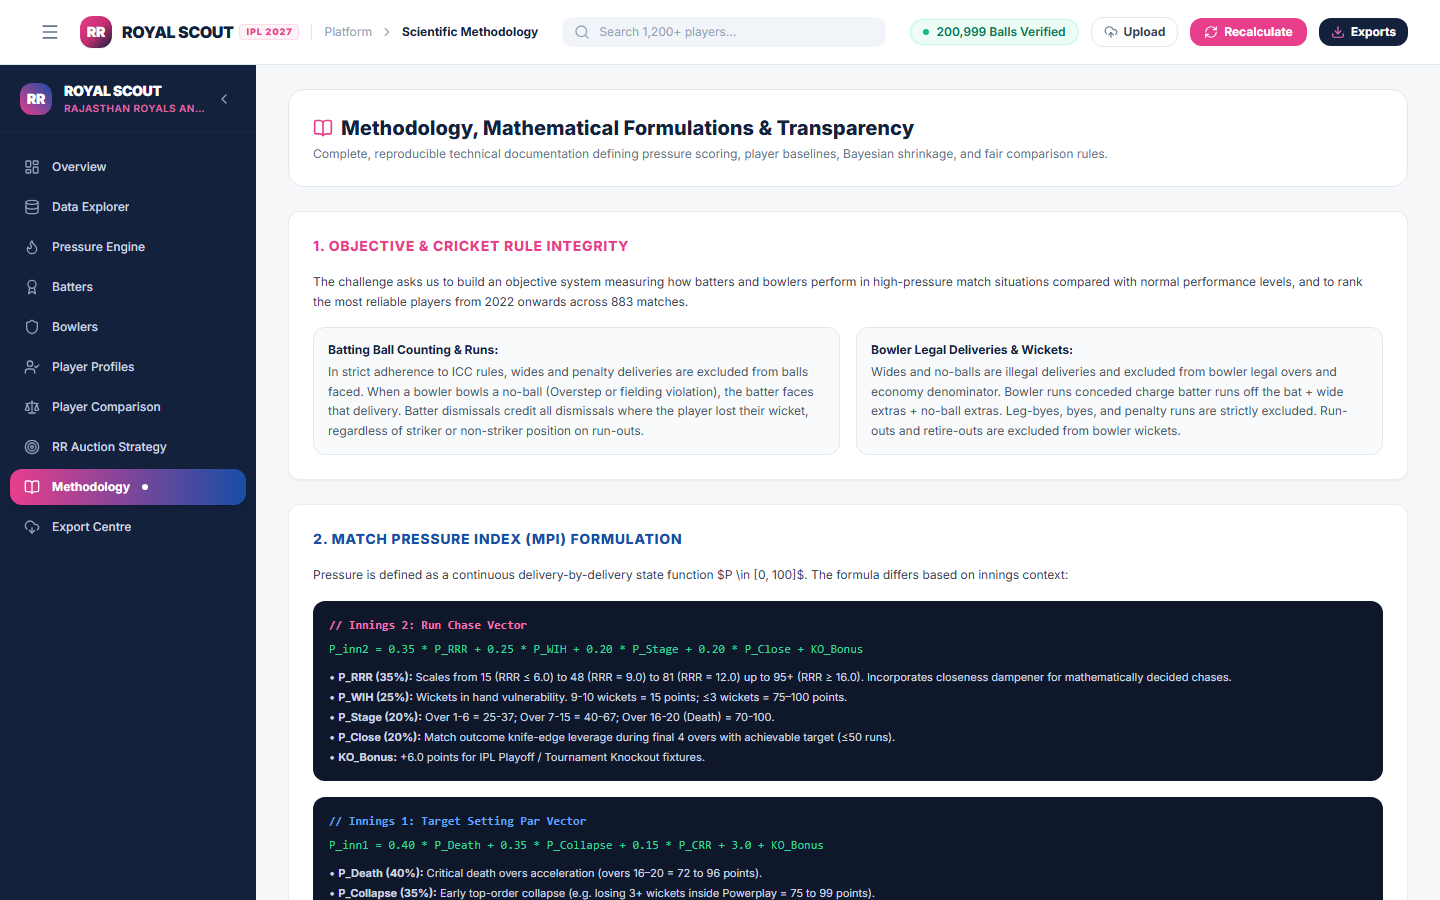 RR ROYAL SCOUT IPL 2027 Platform > Scientific Methodology Search 1,200+ players... 200,999 Balls Verified Upload Recalculate Exports
RR ROYAL SCOUT
RAJASTHAN ROYALS AN...
Overview
Data Explorer
Pressure Engine
Batters
Bowlers
Player Profiles
Player Comparison
RR Auction Strategy
Methodology
Export Centre
Methodology, Mathematical Formulations & Transparency
Complete, reproducible technical documentation defining pressure scoring, player baselines, Bayesian shrinkage, and fair comparison rules.
1. OBJECTIVE & CRICKET RULE INTEGRITY
The challenge asks us to build an objective system measuring how batters and bowlers perform in high-pressure match situations compared with normal performance levels, and to rank
the most reliable players from 2022 onwards across 883 matches.
Batting Ball Counting & Runs:
In strict adherence to ICC rules, wides and penalty deliveries are excluded from balls
faced. When a bowler bowls a no-ball (Overstep or fielding violation), the batter faces
that delivery. Batter dismissals credit all dismissals where the player lost their wicket,
regardless of striker or non-striker position on run-outs.
Bowler Legal Deliveries & Wickets:
Wides and no-balls are illegal deliveries and excluded from bowler legal overs and
economy denominator. Bowler runs conceded charge batter runs off the bat + wide
extras + no-ball extras. Leg-byes, byes, and penalty runs are strictly excluded. Run-
outs and retire-outs are excluded from bowler wickets.
2. MATCH PRESSURE INDEX (MPI) FORMULATION
Pressure is defined as a continuous delivery-by-delivery state function $P \in [0, 100]$. The formula differs based on innings context:
// Innings 2: Run Chase Vector
P_inn2 = 0.35 * P_RRR + 0.25 * P_WIH + 0.20 * P_Stage + 0.20 * P_Close + KO_Bonus
• P_RRR (35%): Scales from 15 (RRR ≤ 6.0) to 48 (RRR = 9.0) to 81 (RRR = 12.0) up to 95+ (RRR ≥ 16.0). Incorporates closeness dampener for mathematically decided chases.
• P_WIH (25%): Wickets in hand vulnerability. 9-10 wickets = 15 points; ≤3 wickets = 75–100 points.
• P_Stage (20%): Over 1-6 = 25-37; Over 7-15 = 40-67; Over 16-20 (Death) = 70-100.
• P_Close (20%): Match outcome knife-edge leverage during final 4 overs with achievable target (≤50 runs).
• KO_Bonus: +6.0 points for IPL Playoff / Tournament Knockout fixtures.
// Innings 1: Target Setting Par Vector
P_inn1 = 0.40 * P_Death + 0.35 * P_Collapse + 0.15 * P_CRR + 3.0 + KO_Bonus
• P_Death (40%): Critical death overs acceleration (overs 16–20 = 72 to 96 points).
• P_Collapse (35%): Early top-order collapse (e.g. losing 3+ wickets inside Powerplay = 75 to 99 points).